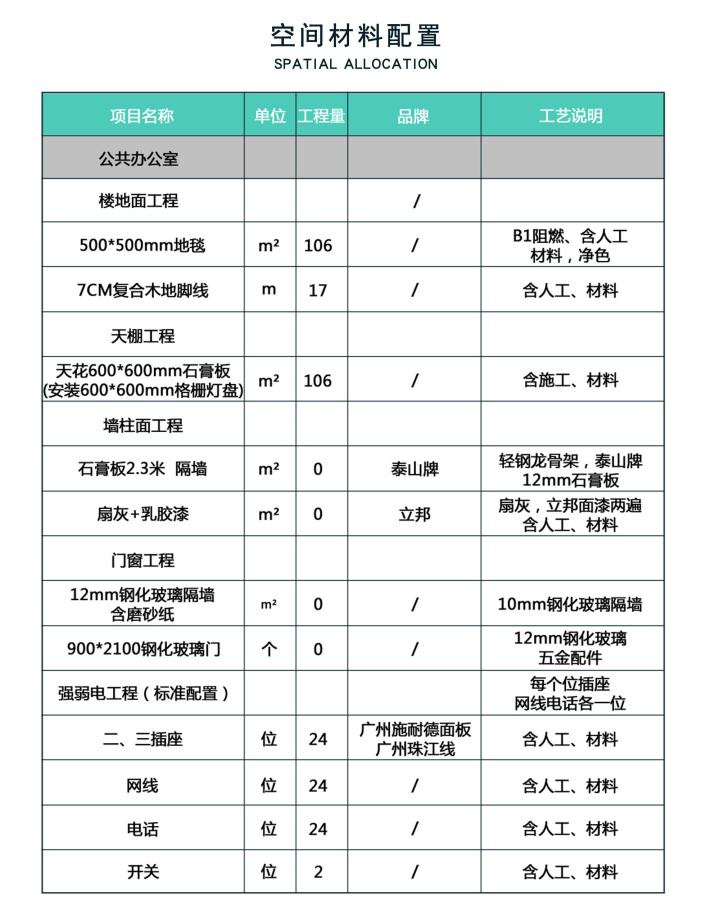 空间材料配置
SPATIAL ALLOCATION
项目名称 单位 工程量 品牌 工艺说明
公共办公室
楼地面工程 /
500*500mm地毯 m² 106 / B1阻燃、含人工
材料，净色
7CM复合木地脚线 m 17 / 含人工、材料
天棚工程
天花600*600mm石膏板
(安装600*600mm格栅灯盘) m² 106 / 含施工、材料
墙柱面工程
石膏板2.3米 隔墙 m² 0 泰山牌 轻钢龙骨架，泰山牌
12mm石膏板
扇灰+乳胶漆 m² 0 立邦 扇灰，立邦面漆两遍
含人工、材料
门窗工程
12mm钢化玻璃隔墙
含磨砂纸 m² 0 / 10mm钢化玻璃隔墙
900*2100钢化玻璃门 个 0 / 12mm钢化玻璃
五金配件
强弱电工程（标准配置） 每个位插座
网线电话各一位
二、三插座 位 24 广州施耐德面板
广州珠江线 含人工、材料
网线 位 24 / 含人工、材料
电话 位 24 / 含人工、材料
开关 位 2 / 含人工、材料